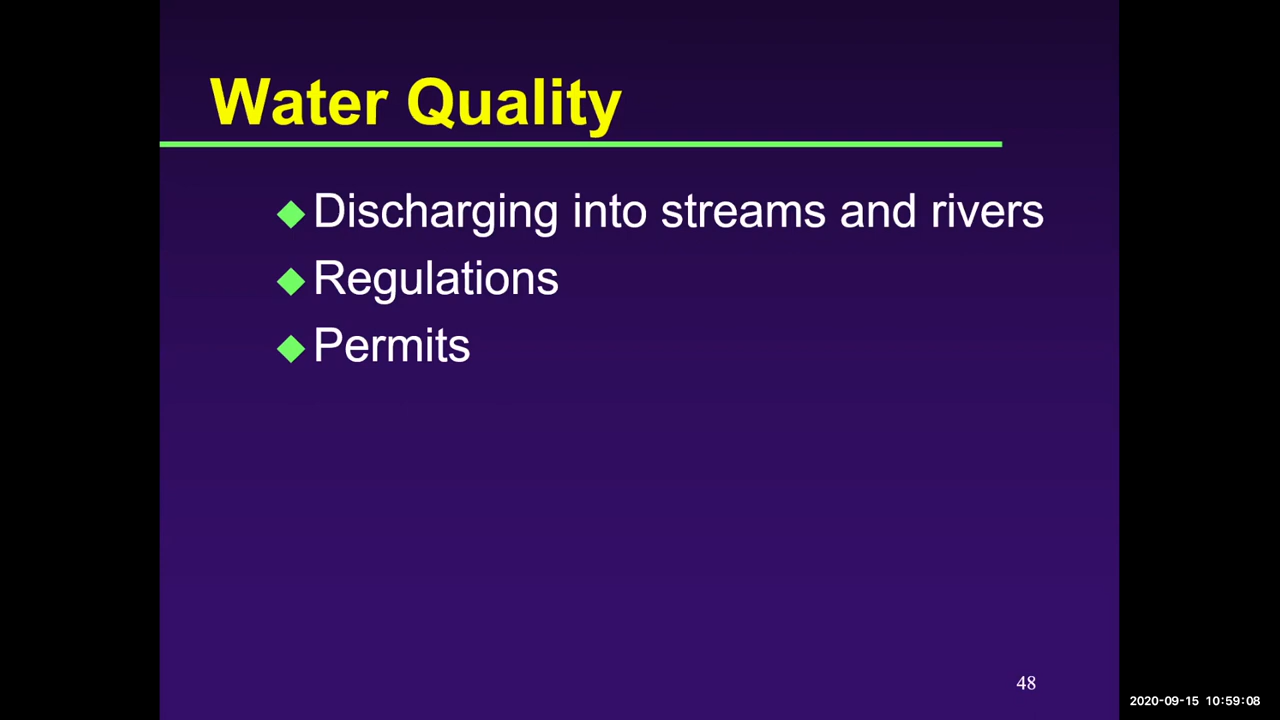 Water Quality
Discharging into streams and rivers
Regulations
Permits
48
2020-09-15 10:59:08